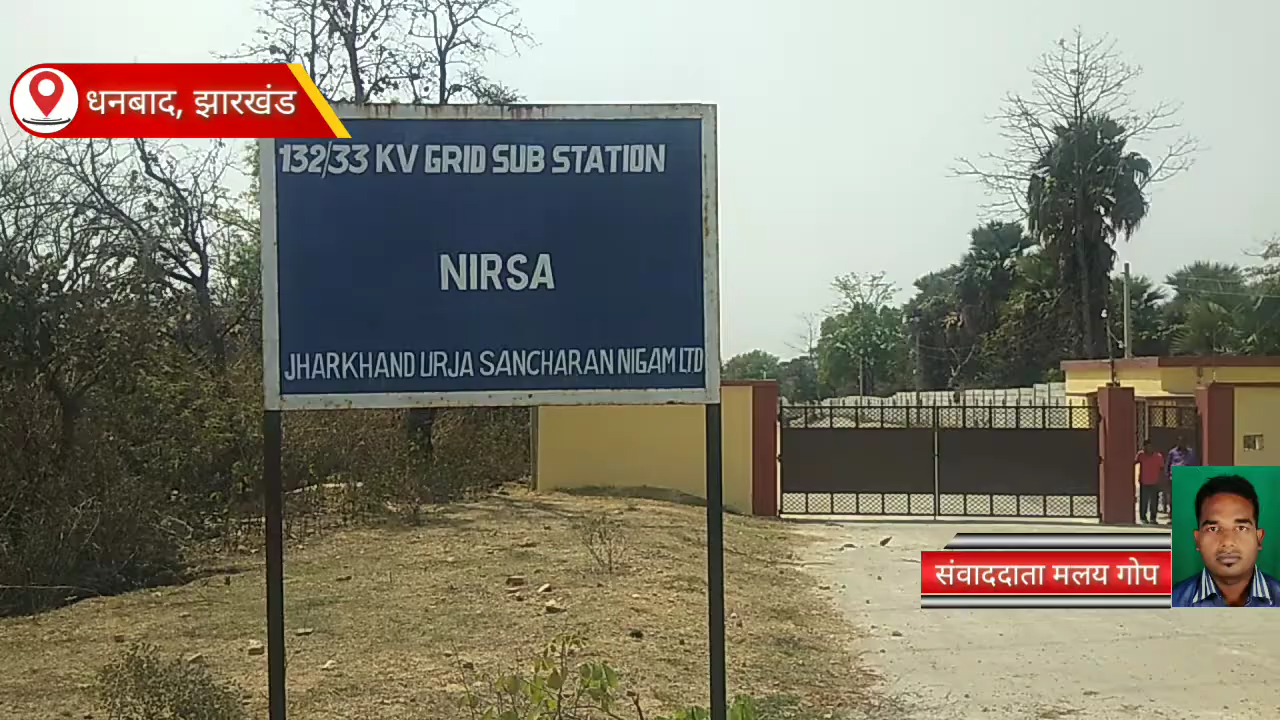 धनबाद, झारखंड
132/33 KV GRID SUB STATION
NIRSA
JHARKHAND URJA SANCHARAN NIGAM LTD
संवाददाता मलय गोप